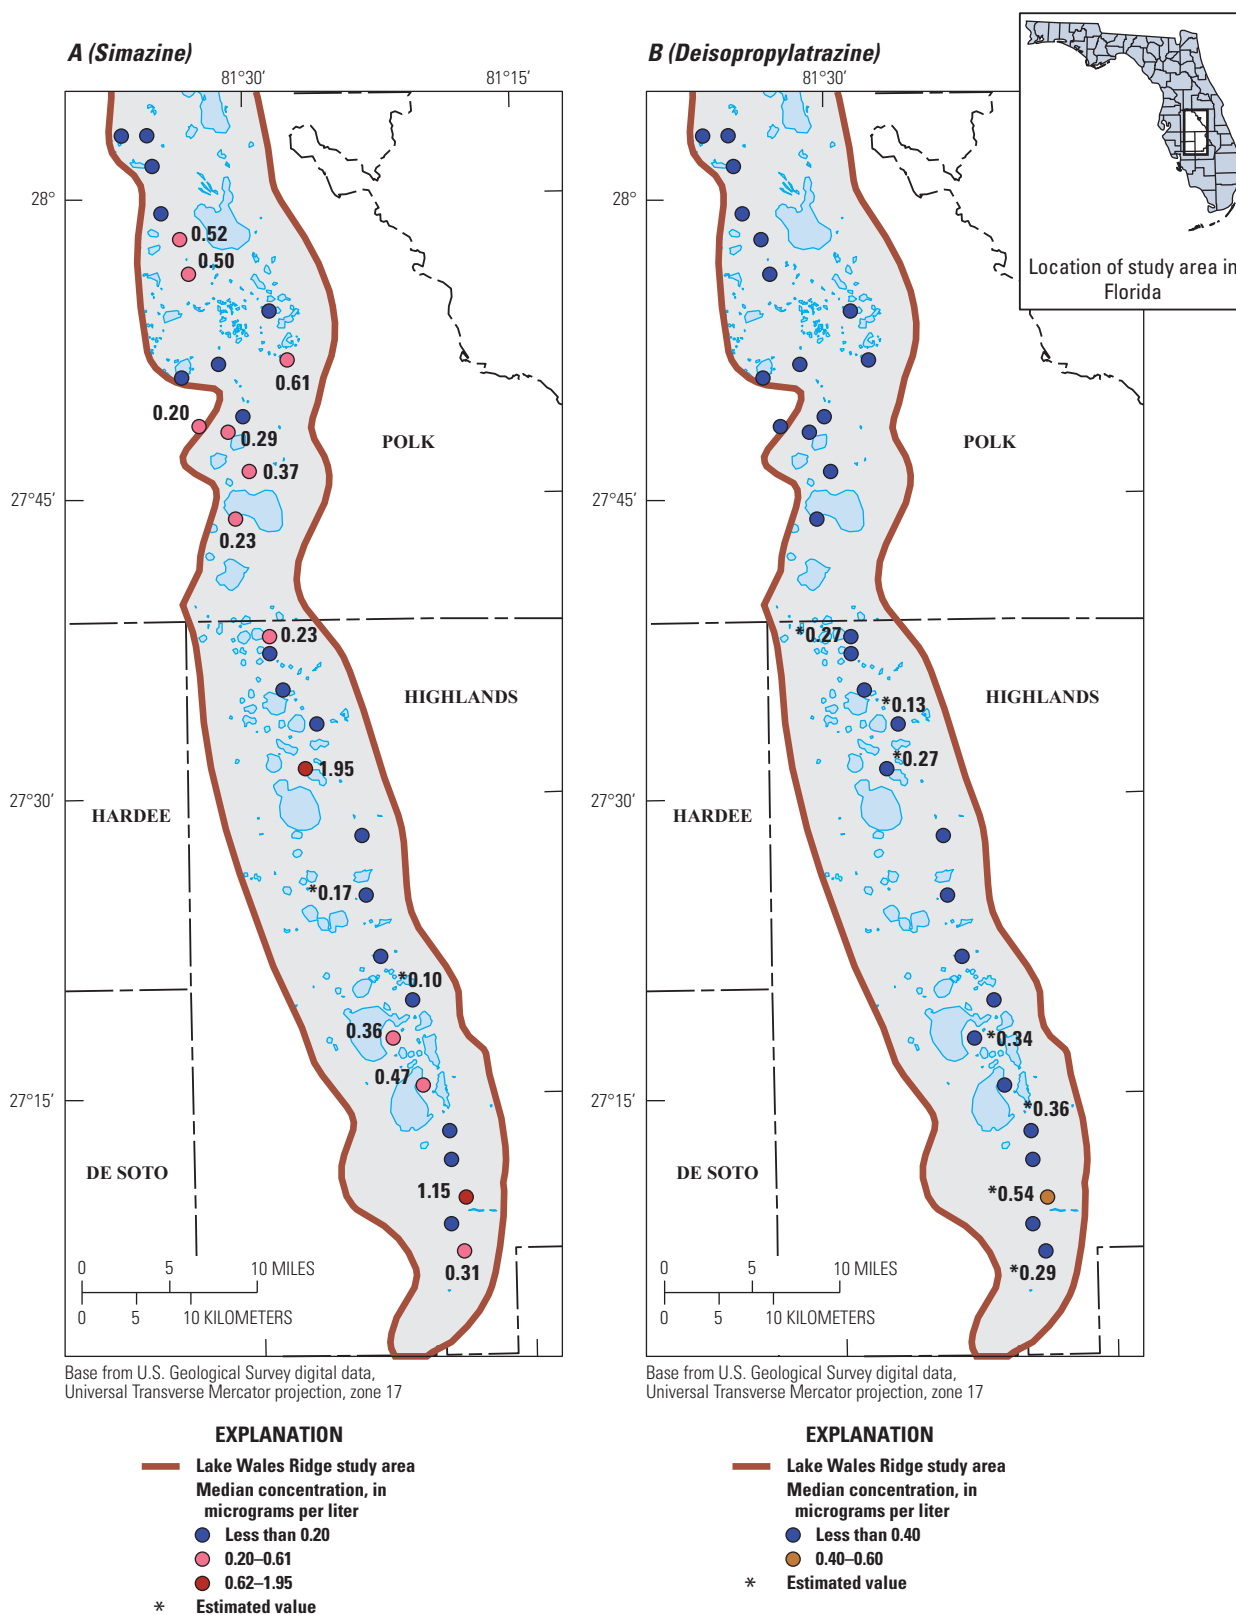 A (Simazine)
81°30′
81°15′
28°
0.52
0.50
0.61
0.20
0.29
POLK
0.37
27°45′
0.23
0.23
HIGHLANDS
1.95
27°30′
HARDEE
*0.17
*0.10
0.36
0.47
27°15′
DE SOTO
1.15
0.31
0 5 10 MILES
0 5 10 KILOMETERS
Base from U.S. Geological Survey digital data,
Universal Transverse Mercator projection, zone 17
EXPLANATION
Lake Wales Ridge study area
Median concentration, in
micrograms per liter
Less than 0.20
0.20–0.61
0.62–1.95
* Estimated value
B (Deisopropylatrazine)
81°30′
Location of study area in
Florida
28°
POLK
27°45′
*0.27
HIGHLANDS
*0.13
*0.27
27°30′
HARDEE
*0.34
27°15′
*0.36
DE SOTO
*0.54
*0.29
0 5 10 MILES
0 5 10 KILOMETERS
Base from U.S. Geological Survey digital data,
Universal Transverse Mercator projection, zone 17
EXPLANATION
Lake Wales Ridge study area
Median concentration, in
micrograms per liter
Less than 0.40
0.40–0.60
* Estimated value